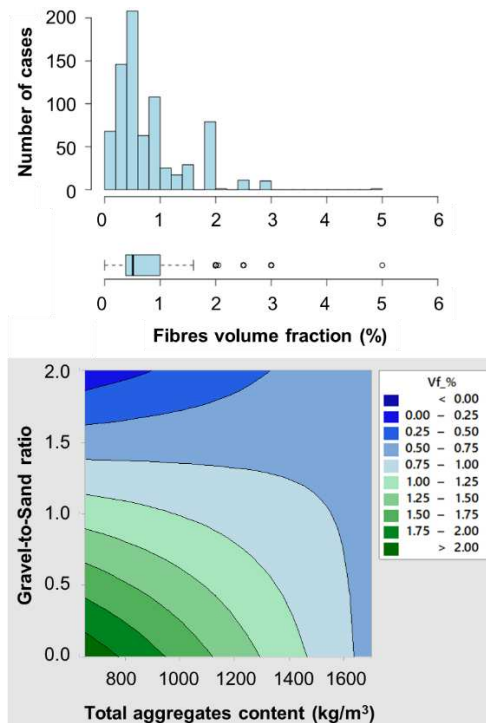 Number of cases
200
150
100
50
0
0 1 2 3 4 5 6
0 1 2 3 4 5 6
Fibres volume fraction (%)
Gravel-to-Sand ratio
2.0
1.5
1.0
0.5
0.0
800 1000 1200 1400 1600
Total aggregates content (kg/m³)
Vf_%
< 0.00
0.00 – 0.25
0.25 – 0.50
0.50 – 0.75
0.75 – 1.00
1.00 – 1.25
1.25 – 1.50
1.50 – 1.75
1.75 – 2.00
> 2.00